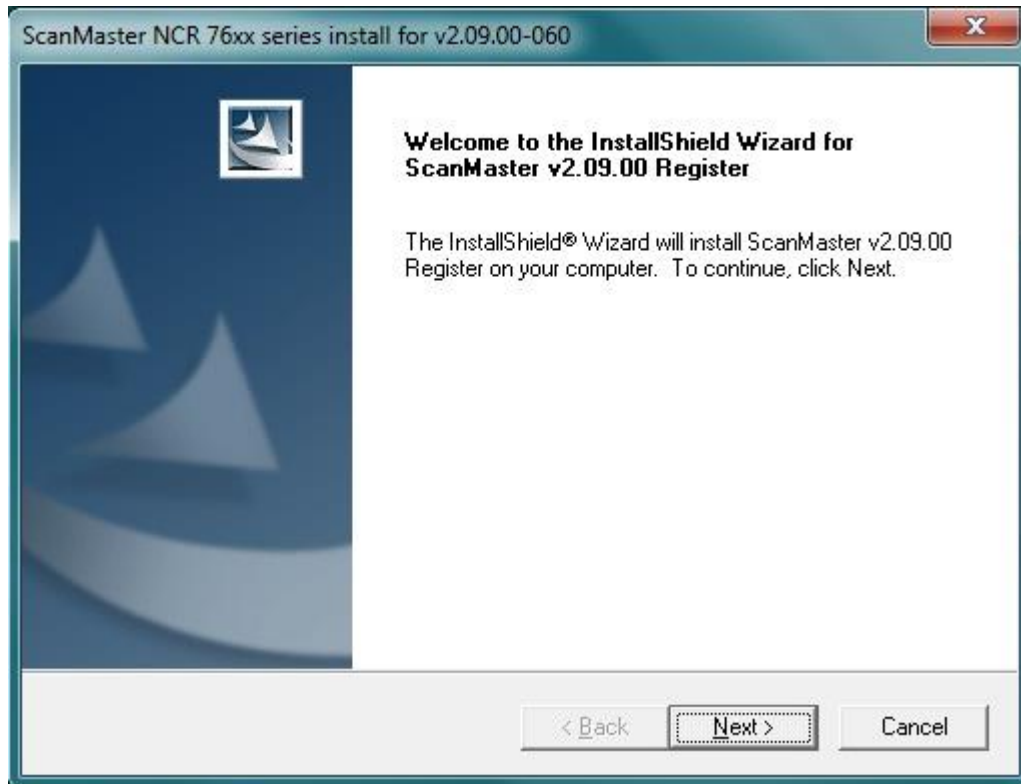 ScanMaster NCR 76xx series install for v2.09.00-060
Welcome to the InstallShield Wizard for
ScanMaster v2.09.00 Register
The InstallShield® Wizard will install ScanMaster v2.09.00
Register on your computer. To continue, click Next.
< Back Next > Cancel